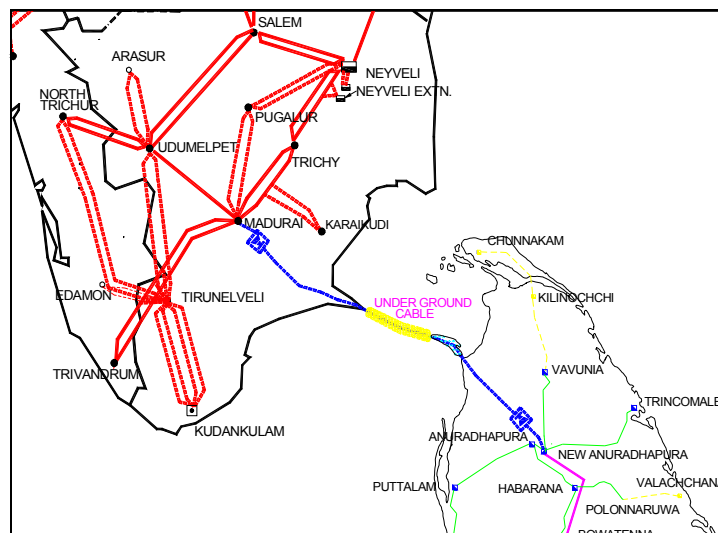 SALEM
ARASUR
NEYVELI
NEYVELI EXTN.
NORTH
TRICHUR
PUGALUR
UDUMELPET
TRICHY
MADURAI
KARAIKUDI
CHUNNAKAM
EDAMON
TIRUNELVELI
KILINOCHCHI
UNDER GROUND
CABLE
TRIVANDRUM
VAVUNIA
TRINCOMALE
KUDANKULAM
ANURADHAPURA
NEW ANURADHAPURA
PUTTALAM
HABARANA
VALACHCHANA
POLONNARUWA